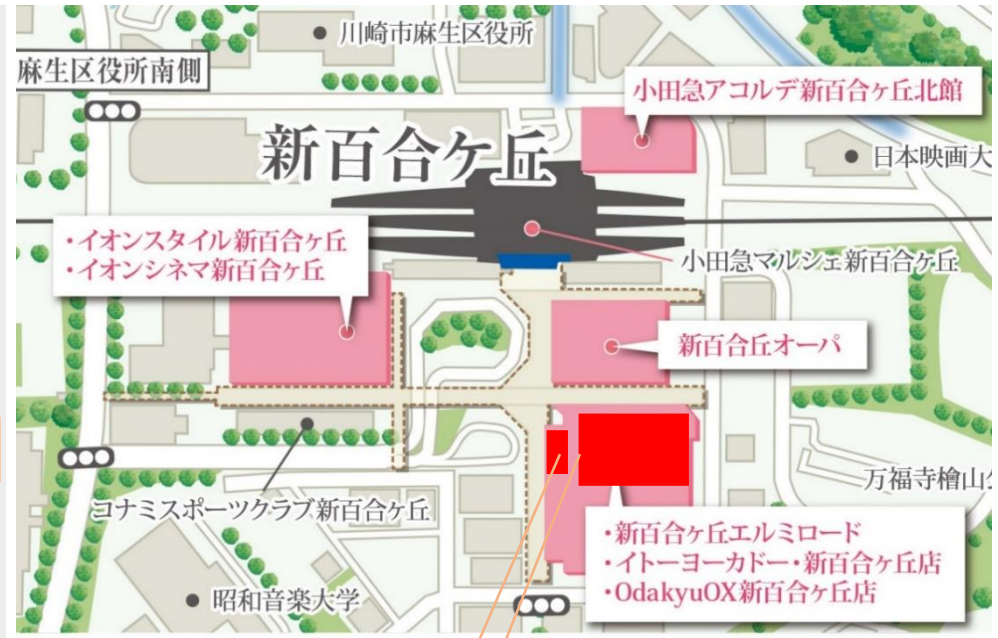 川崎市麻生区役所
麻生区役所南側
小田急アコルデ新百合ヶ丘北館
新百合ケ丘
日本映画大
・イオンスタイル新百合ヶ丘
・イオンシネマ新百合ヶ丘
小田急マルシェ新百合ヶ丘
新百合丘オーパ
万福寺檜山公
コナミスポーツクラブ新百合ヶ丘
・新百合ヶ丘エルミロード
・イトーヨーカドー・新百合ヶ丘店
・OdakyuOX新百合ヶ丘店
昭和音楽大学